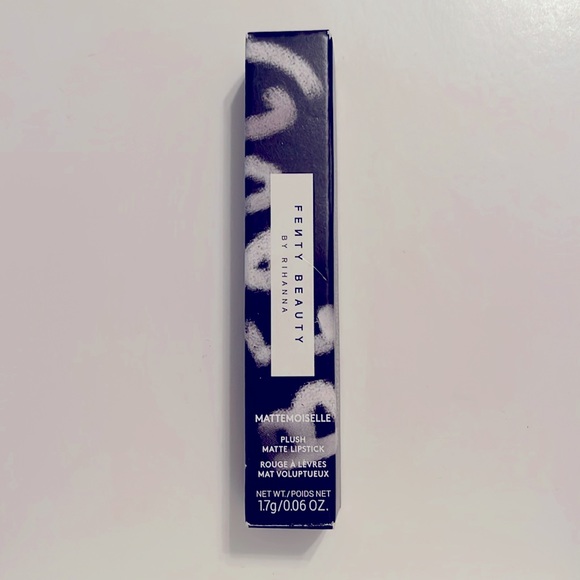 FEИTY BEAUTY
BY RIHANNA
MATTEMOISELLE
PLUSH
MATTE LIPSTICK
ROUGE À LÈVRES
MAT VOLUPTUEUX
NET WT./POIDS NET
1.7g/0.06 OZ.